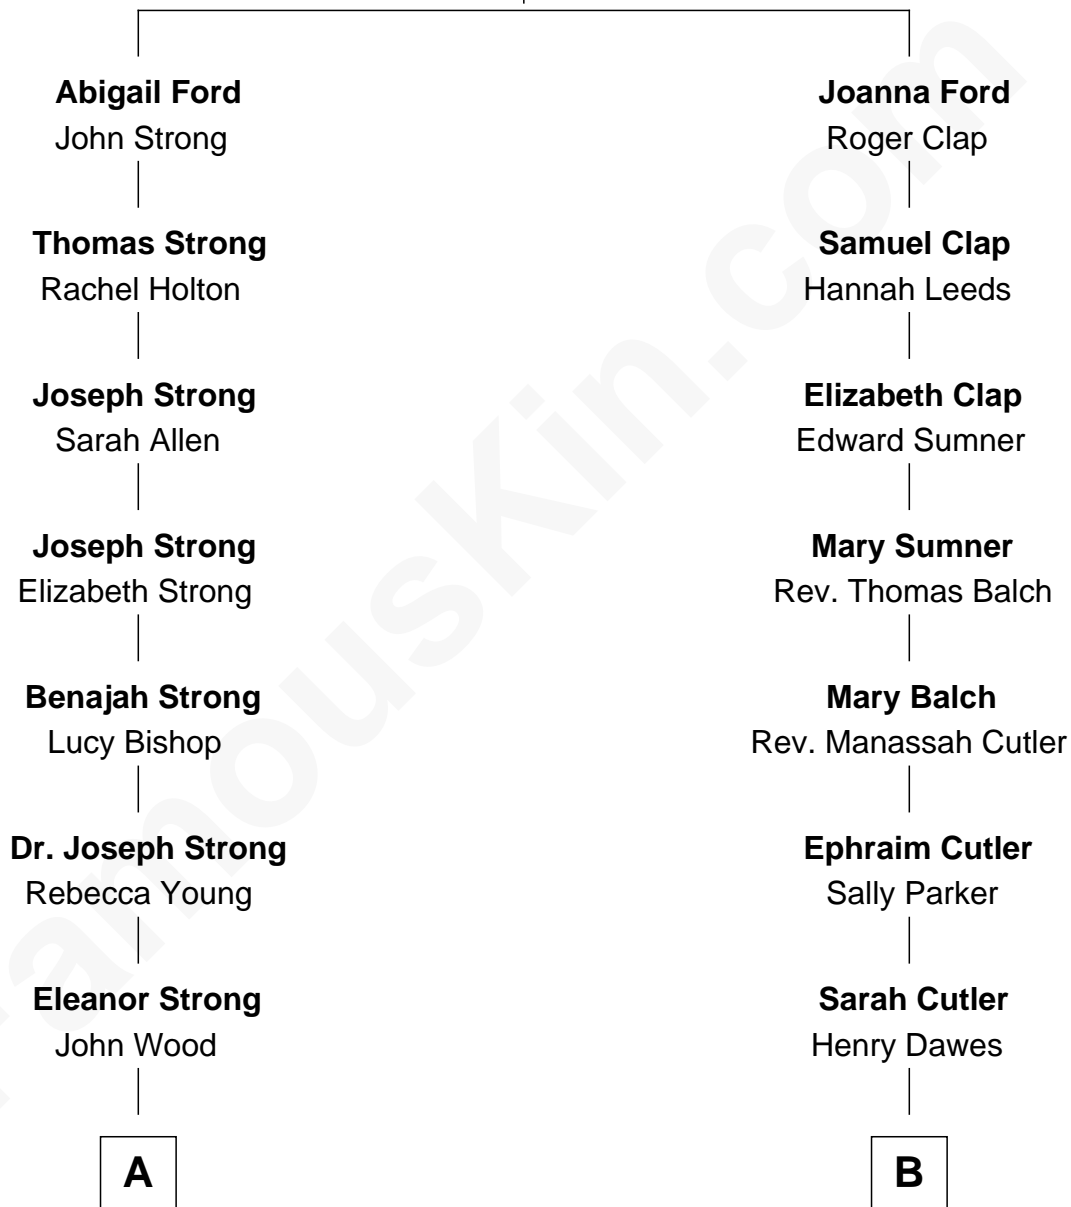 Abigail Ford
John Strong
Thomas Strong
Rachel Holton
Joseph Strong
Sarah Allen
Joseph Strong
Elizabeth Strong
Benajah Strong
Lucy Bishop
Dr. Joseph Strong
Rebecca Young
Eleanor Strong
John Wood
A
Joanna Ford
Roger Clap
Samuel Clap
Hannah Leeds
Elizabeth Clap
Edward Sumner
Mary Sumner
Rev. Thomas Balch
Mary Balch
Rev. Manassah Cutler
Ephraim Cutler
Sally Parker
Sarah Cutler
Henry Dawes
B
FamousKin.com